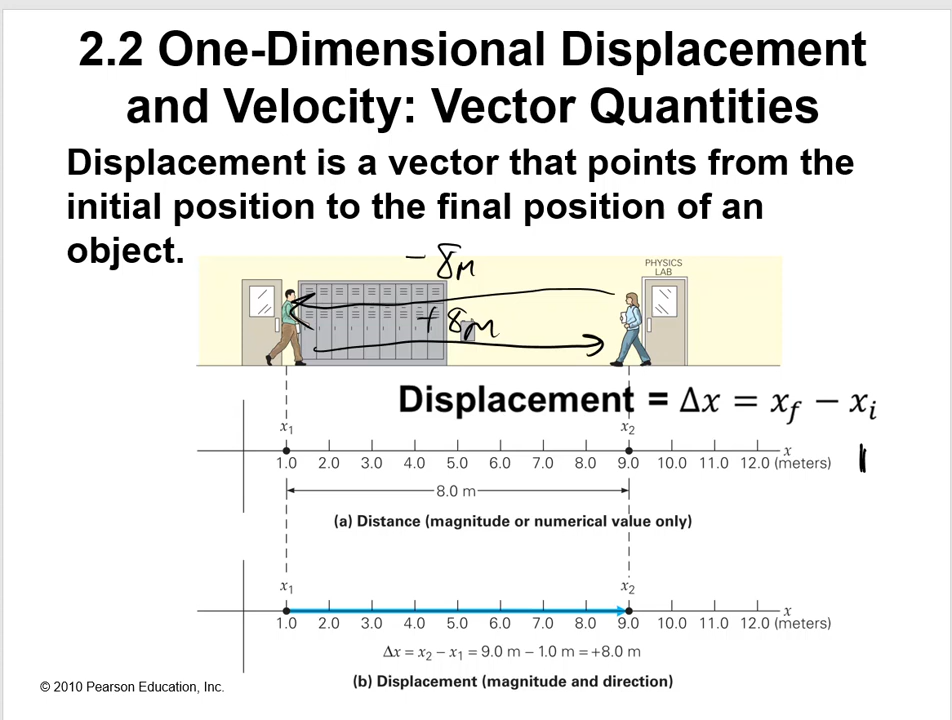 2.2 One-Dimensional Displacement
and Velocity: Vector Quantities
Displacement is a vector that points from the
initial position to the final position of an
object.
- 8m
PHYSICS
LAB
+ 8m
Displacement = Δx = x_f − x_i
x₁ x₂
x
1.0 2.0 3.0 4.0 5.0 6.0 7.0 8.0 9.0 10.0 11.0 12.0 (meters)
8.0 m
(a) Distance (magnitude or numerical value only)
x₁ x₂
x
1.0 2.0 3.0 4.0 5.0 6.0 7.0 8.0 9.0 10.0 11.0 12.0 (meters)
Δx = x₂ − x₁ = 9.0 m − 1.0 m = +8.0 m
(b) Displacement (magnitude and direction)
© 2010 Pearson Education, Inc.